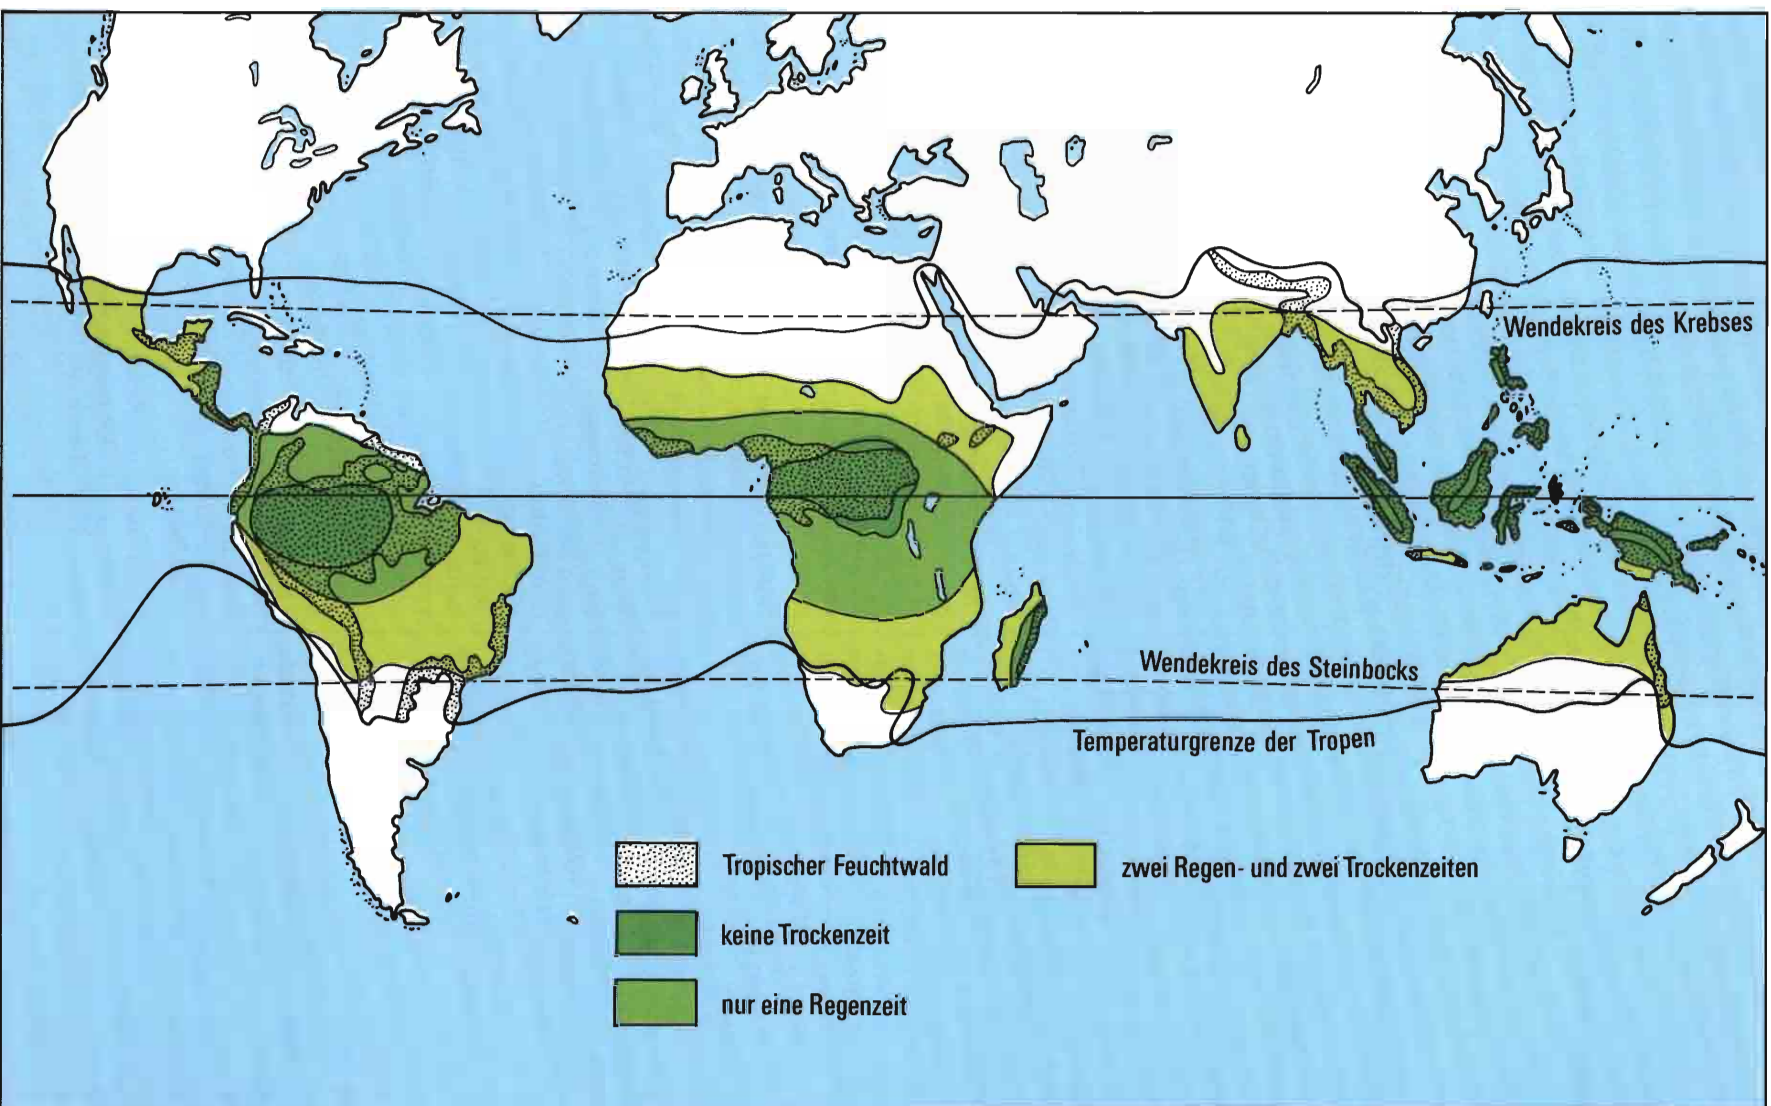 Wendekreis des Krebses
Wendekreis des Steinbocks
Temperaturgrenze der Tropen
Tropischer Feuchtwald
zwei Regen- und zwei Trockenzeiten
keine Trockenzeit
nur eine Regenzeit